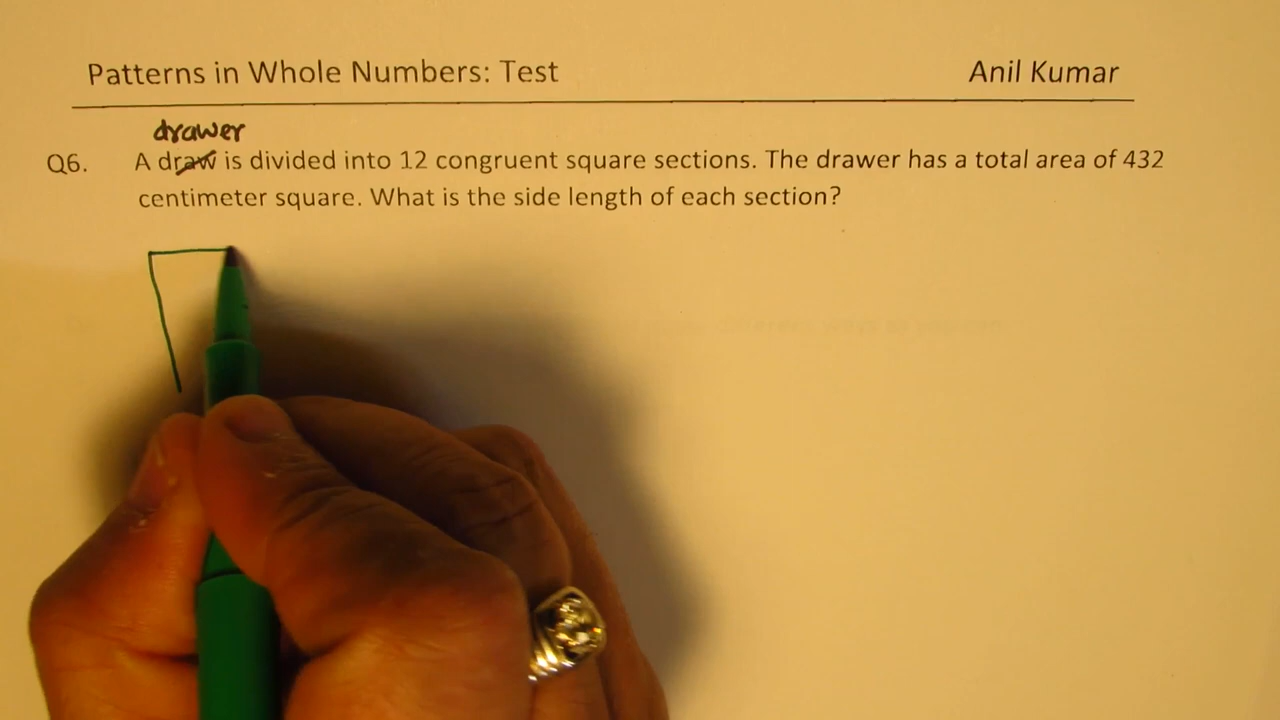 Patterns in Whole Numbers: Test Anil Kumar
drawer
Q6. A draw is divided into 12 congruent square sections. The drawer has a total area of 432
centimeter square. What is the side length of each section?